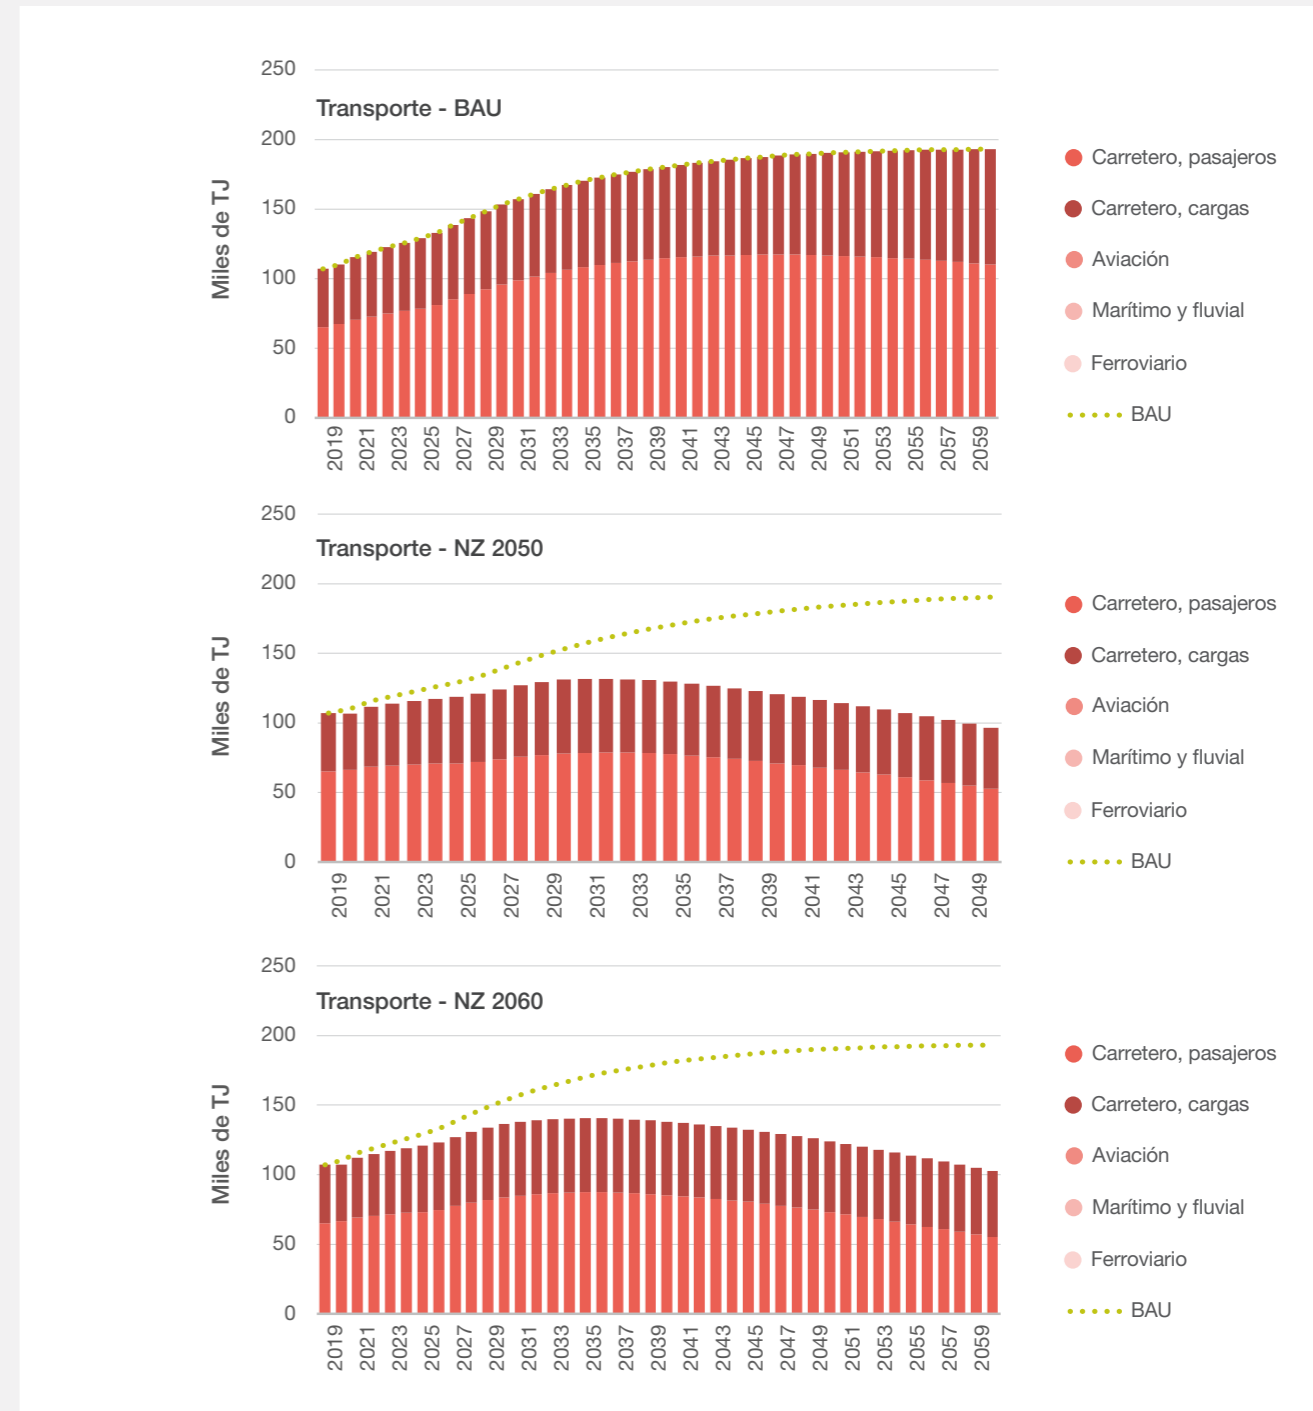 250
Transporte - BAU
200
150
100
50
0
Miles de TJ
2019 2021 2023 2025 2027 2029 2031 2033 2035 2037 2039 2041 2043 2045 2047 2049 2051 2053 2055 2057 2059
Carretero, pasajeros
Carretero, cargas
Aviación
Marítimo y fluvial
Ferroviario
BAU
250
Transporte - NZ 2050
200
150
100
50
0
Miles de TJ
2019 2021 2023 2025 2027 2029 2031 2033 2035 2037 2039 2041 2043 2045 2047 2049
Carretero, pasajeros
Carretero, cargas
Aviación
Marítimo y fluvial
Ferroviario
BAU
250
Transporte - NZ 2060
200
150
100
50
0
Miles de TJ
2019 2021 2023 2025 2027 2029 2031 2033 2035 2037 2039 2041 2043 2045 2047 2049 2051 2053 2055 2057 2059
Carretero, pasajeros
Carretero, cargas
Aviación
Marítimo y fluvial
Ferroviario
BAU